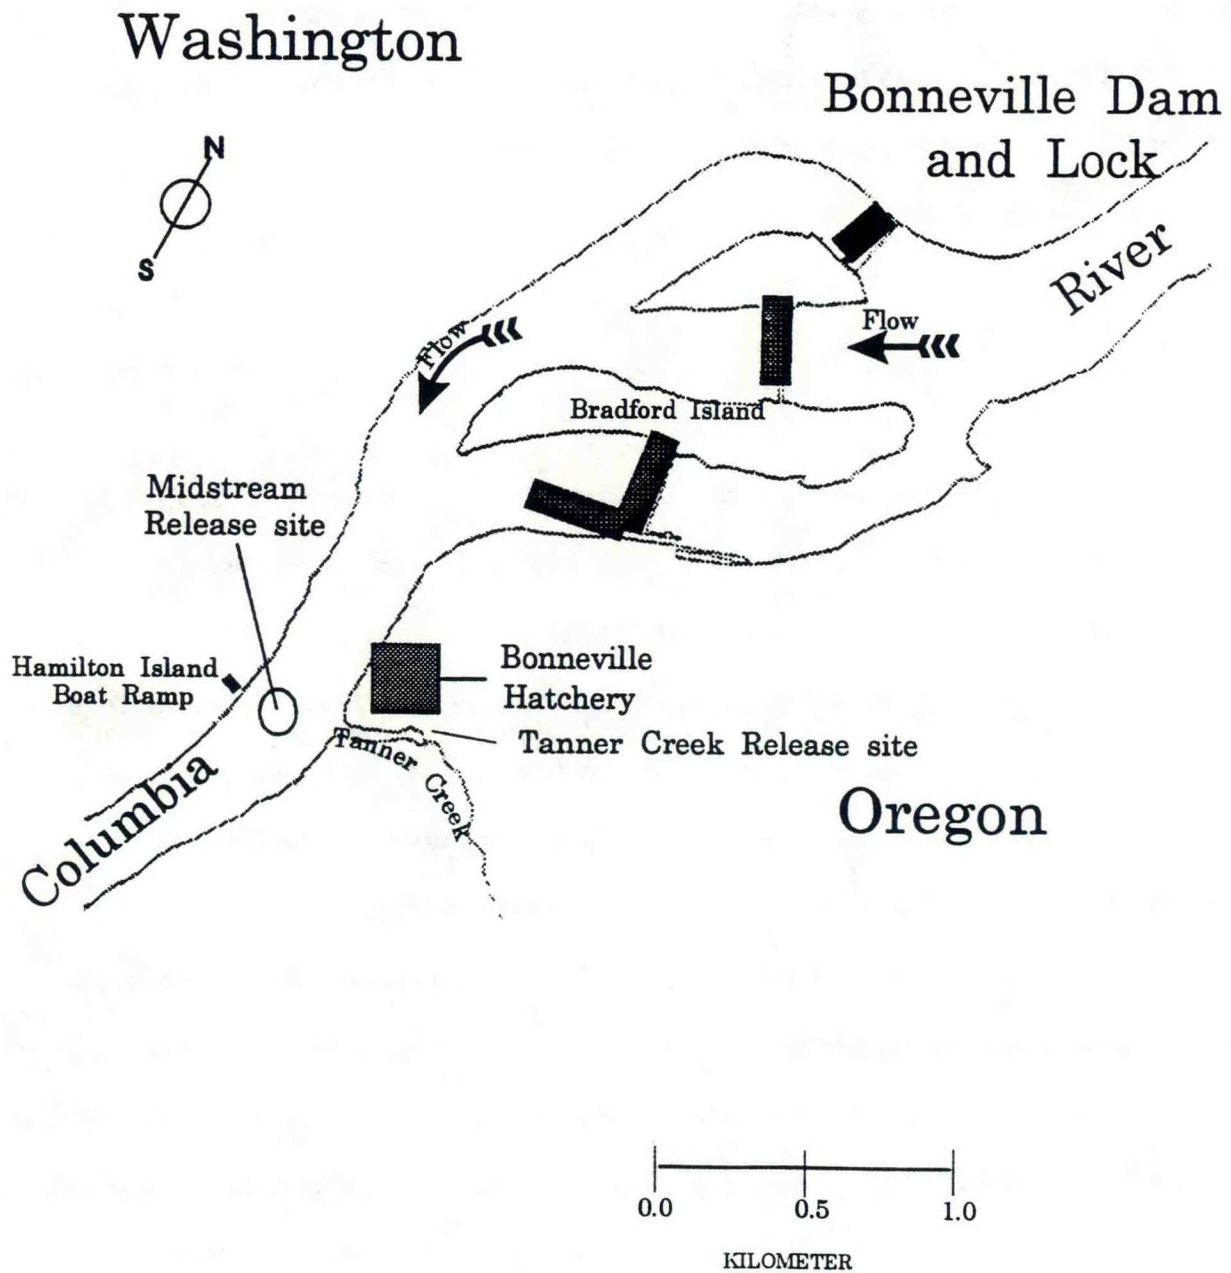 Washington
Bonneville Dam
and Lock
N
S
River
Flow
Flow
Bradford Island
Midstream
Release site
Hamilton Island
Boat Ramp
Bonneville
Hatchery
Tanner Creek Release site
Tanner Creek
Columbia
Oregon
0.0
0.5
1.0
KILOMETER